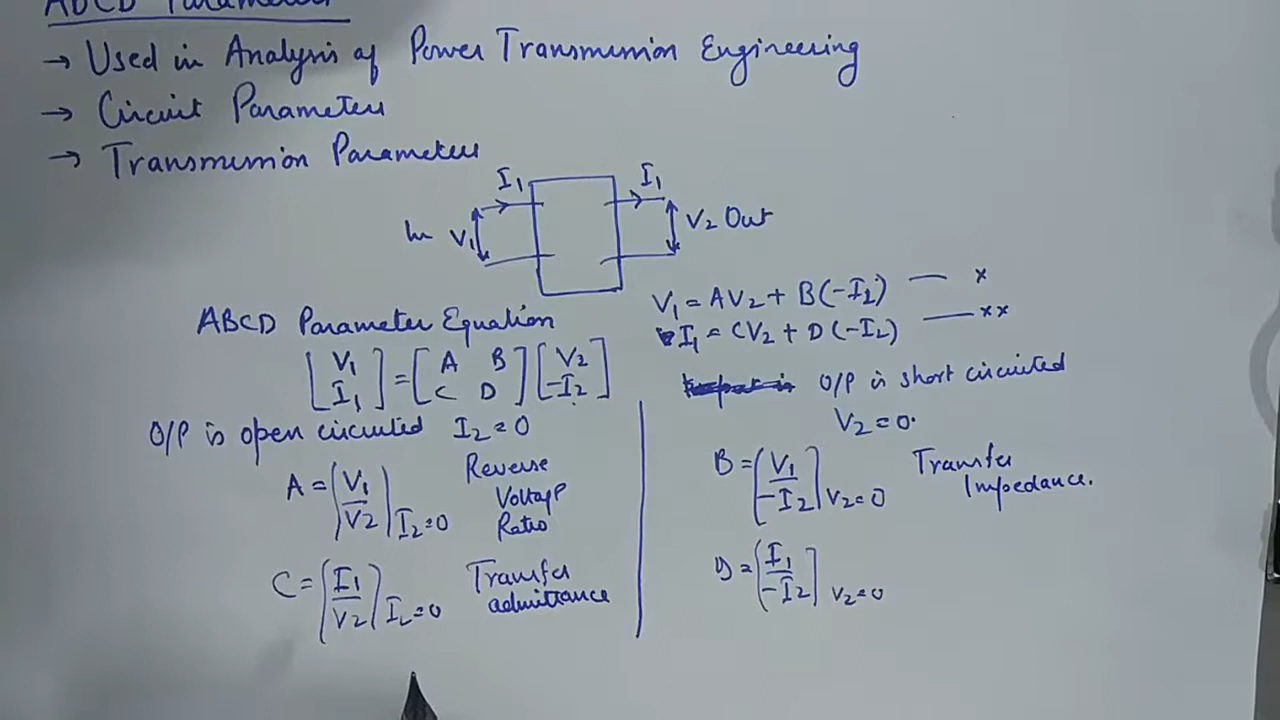 ABCD Parameter
→ Used in Analysis of Power Transmission Engineering
→ Circuit Parameters
→ Transmission Parameters
I₁ I₁
In V₁ V₂ Out
V₁ = AV₂ + B(-I₂) — x
I₁ = CV₂ + D(-I₂) — xx
ABCD Parameter Equation
[V₁ I₁] = [A B C D] [V₂ -I₂]
O/P is open circuited I₂=0
A = (V₁/V₂) I₂=0 Reverse Voltage Ratio
C = (I₁/V₂) I₂=0 Transfer admittance
O/P is short circuited
V₂=0.
B = (V₁/-I₂) V₂=0 Transfer Impedance.
D = (I₁/-I₂) V₂=0